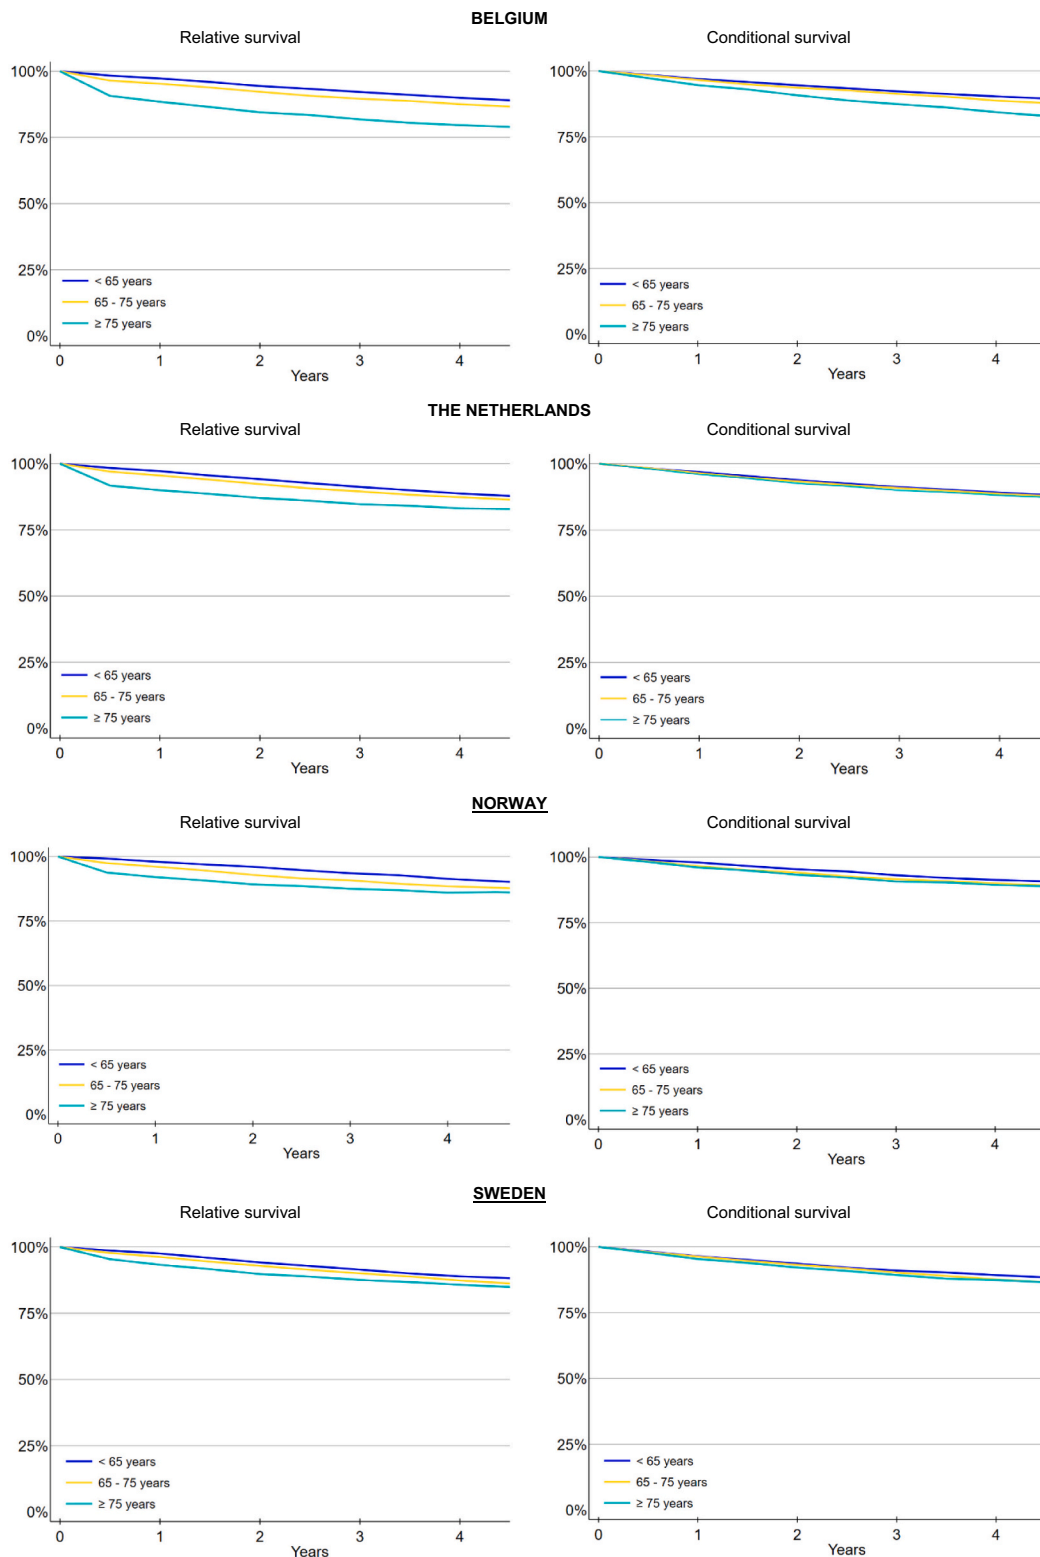 BELGIUM
Relative survival
Conditional survival
100%
75%
50%
25%
0%
< 65 years
65 - 75 years
≥ 75 years
0 1 2 3 4
Years
100%
75%
50%
25%
0%
< 65 years
65 - 75 years
≥ 75 years
0 1 2 3 4
Years
THE NETHERLANDS
Relative survival
Conditional survival
100%
75%
50%
25%
0%
< 65 years
65 - 75 years
≥ 75 years
0 1 2 3 4
Years
100%
75%
50%
25%
0%
< 65 years
65 - 75 years
≥ 75 years
0 1 2 3 4
Years
NORWAY
Relative survival
Conditional survival
100%
75%
50%
25%
0%
< 65 years
65 - 75 years
≥ 75 years
0 1 2 3 4
Years
100%
75%
50%
25%
0%
< 65 years
65 - 75 years
≥ 75 years
0 1 2 3 4
Years
SWEDEN
Relative survival
Conditional survival
100%
75%
50%
25%
0%
< 65 years
65 - 75 years
≥ 75 years
0 1 2 3 4
Years
100%
75%
50%
25%
0%
< 65 years
65 - 75 years
≥ 75 years
0 1 2 3 4
Years